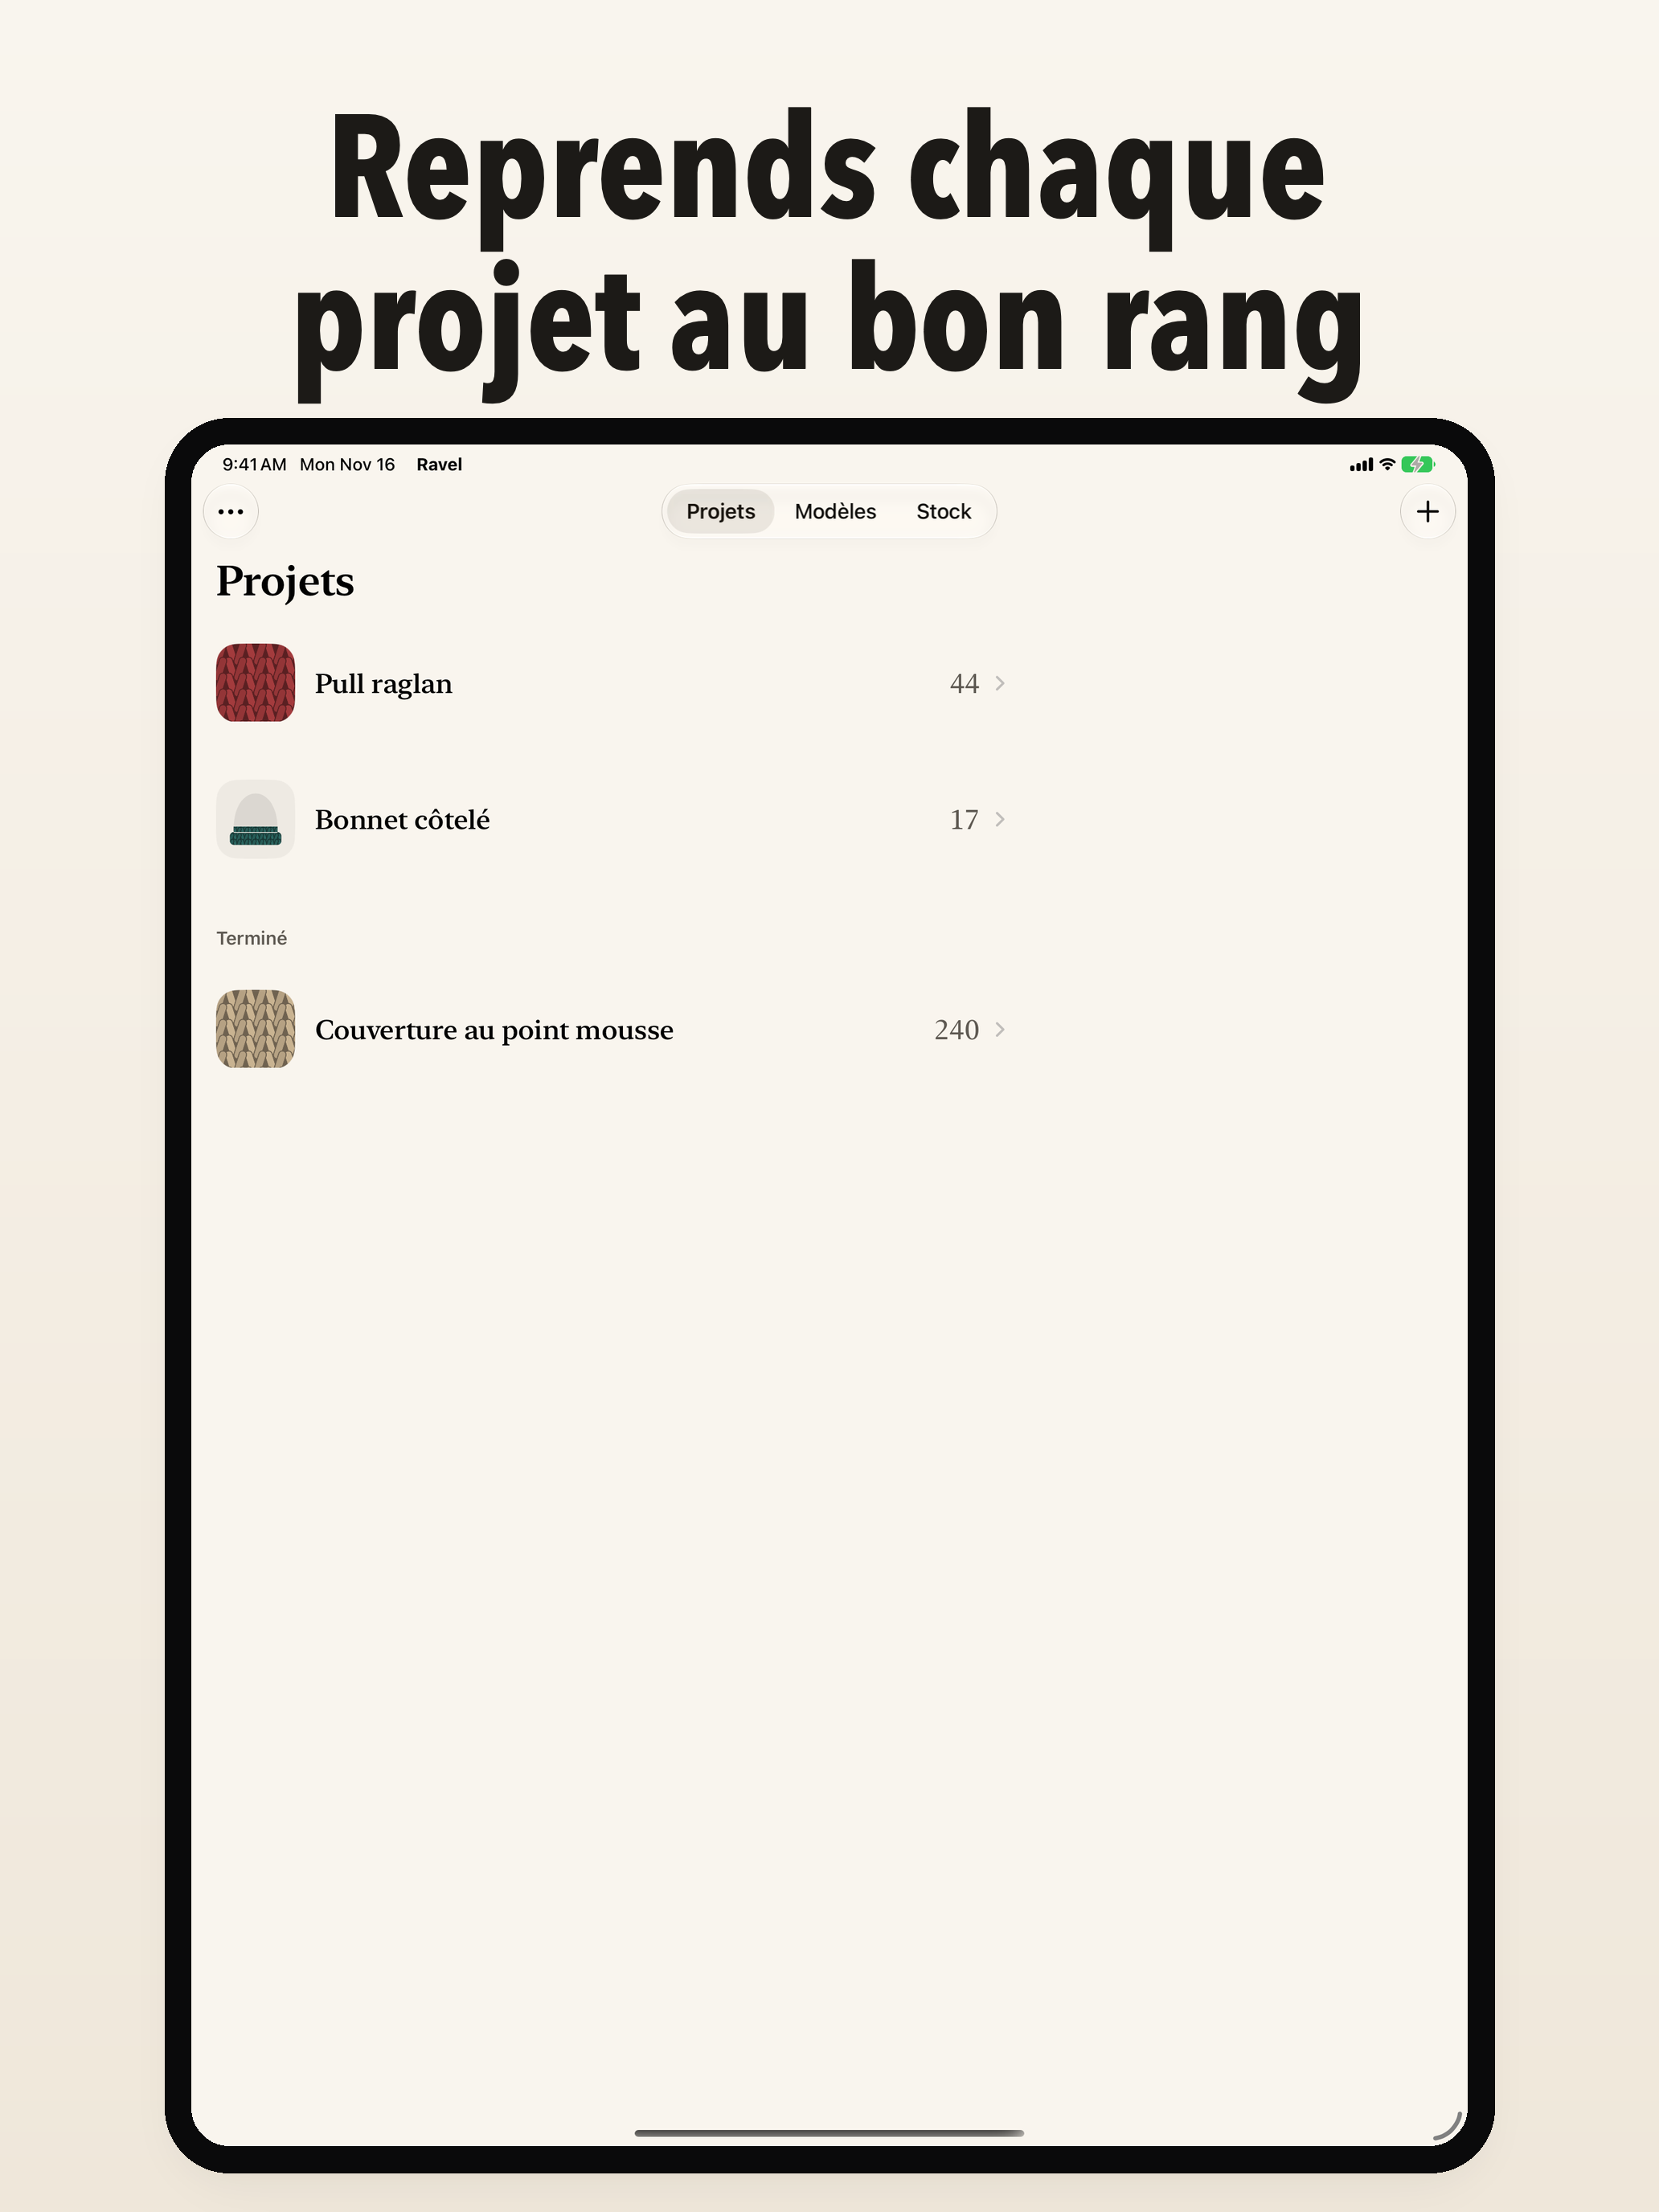 Reprends chaque
projet au bon rang
9:41 AM Mon Nov 16 Ravel
Projets Modèles Stock
Projets
Pull raglan 44
Bonnet côtelé 17
Terminé
Couverture au point mousse 240